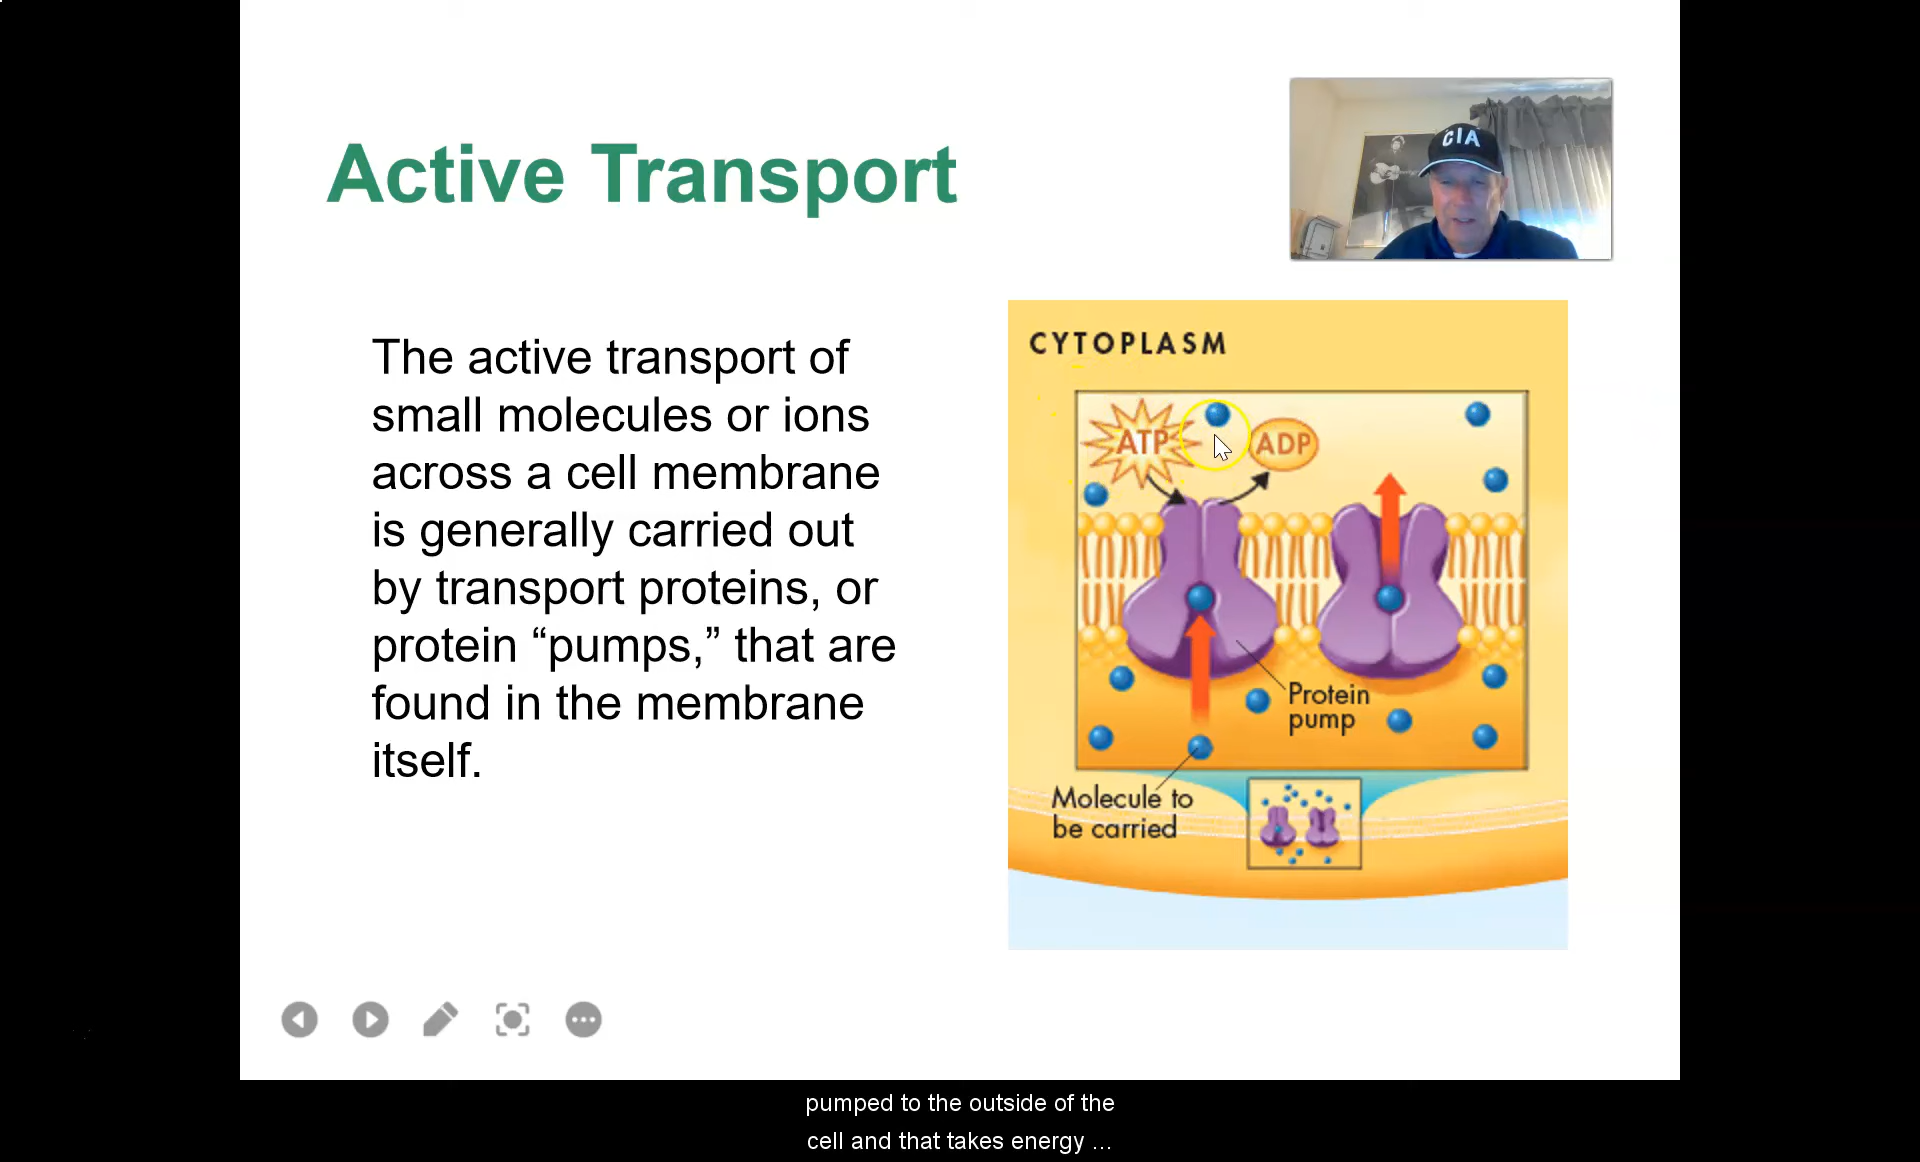 Active Transport
CIA
The active transport of
small molecules or ions
across a cell membrane
is generally carried out
by transport proteins, or
protein “pumps,” that are
found in the membrane
itself.
CYTOPLASM
ATP
ADP
Protein
pump
Molecule to
be carried
pumped to the outside of the
cell and that takes energy ...